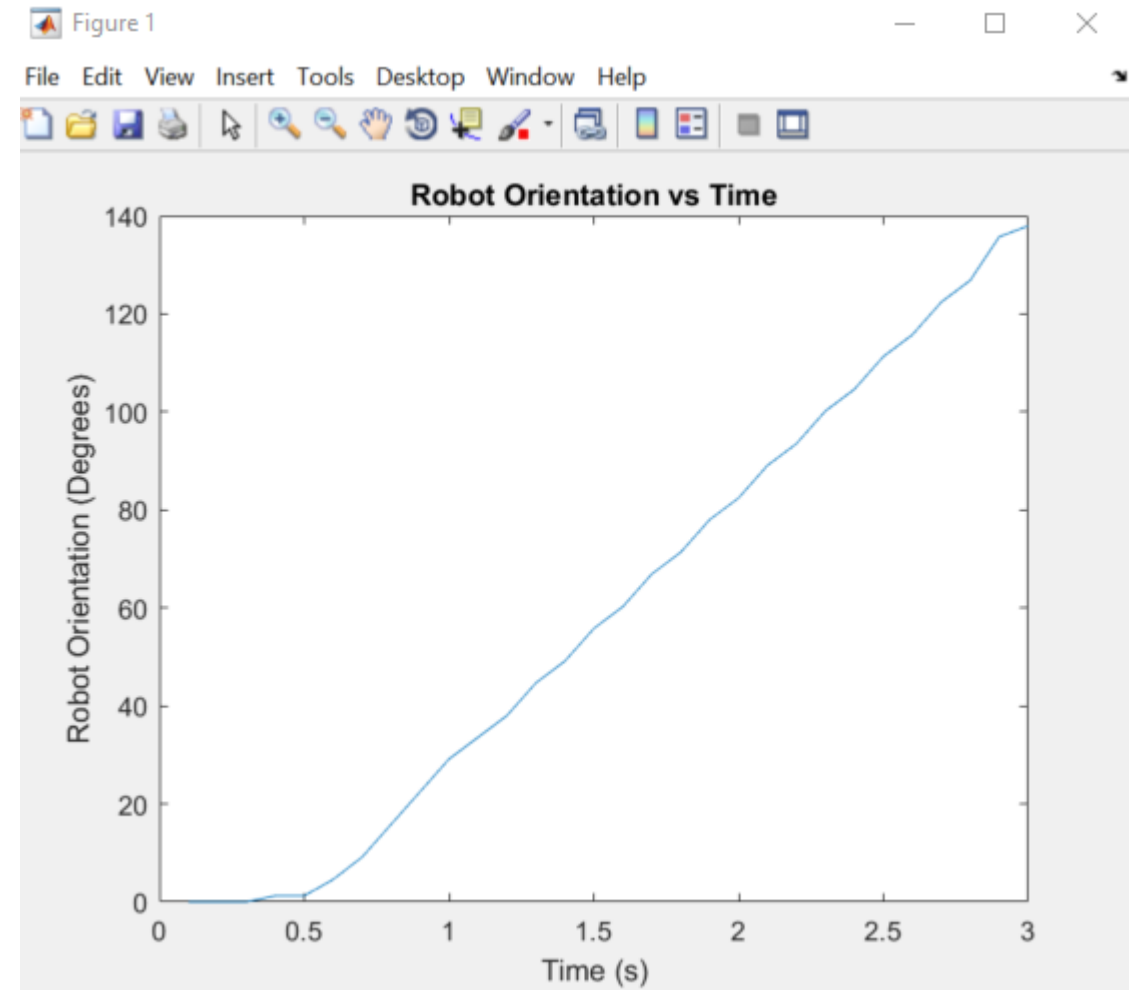 Figure 1
File Edit View Insert Tools Desktop Window Help
Robot Orientation vs Time
140
120
100
80
60
40
20
0
Robot Orientation (Degrees)
0 0.5 1 1.5 2 2.5 3
Time (s)